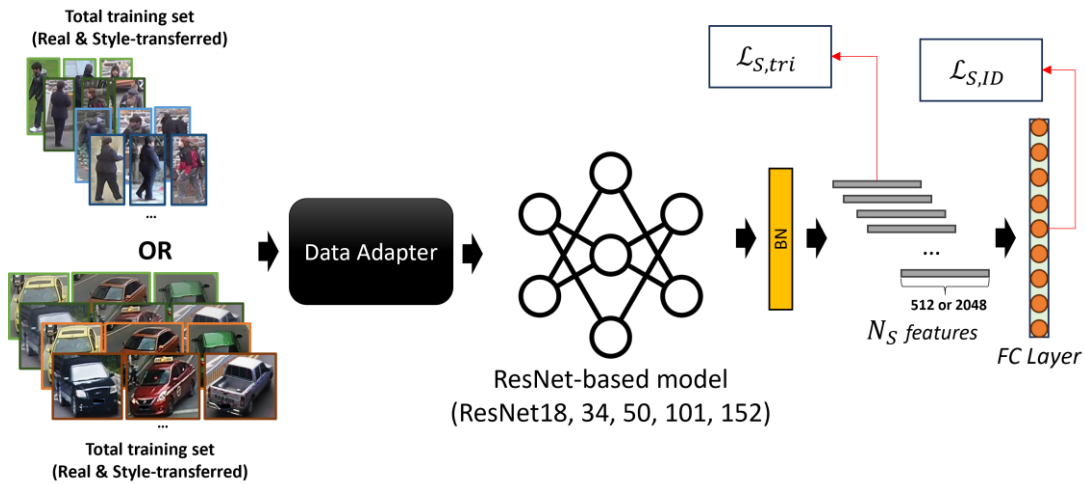 Total training set
(Real & Style-transferred)
...
OR
...
Total training set
(Real & Style-transferred)
Data Adapter
ResNet-based model
(ResNet18, 34, 50, 101, 152)
BN
ℒ_{S,tri}
ℒ_{S,ID}
...
512 or 2048
N_S features
FC Layer